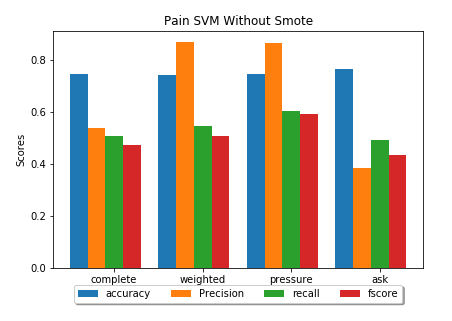 Pain SVM Without Smote
Scores
0.8
0.6
0.4
0.2
0.0
complete weighted pressure ask
accuracy Precision recall fscore